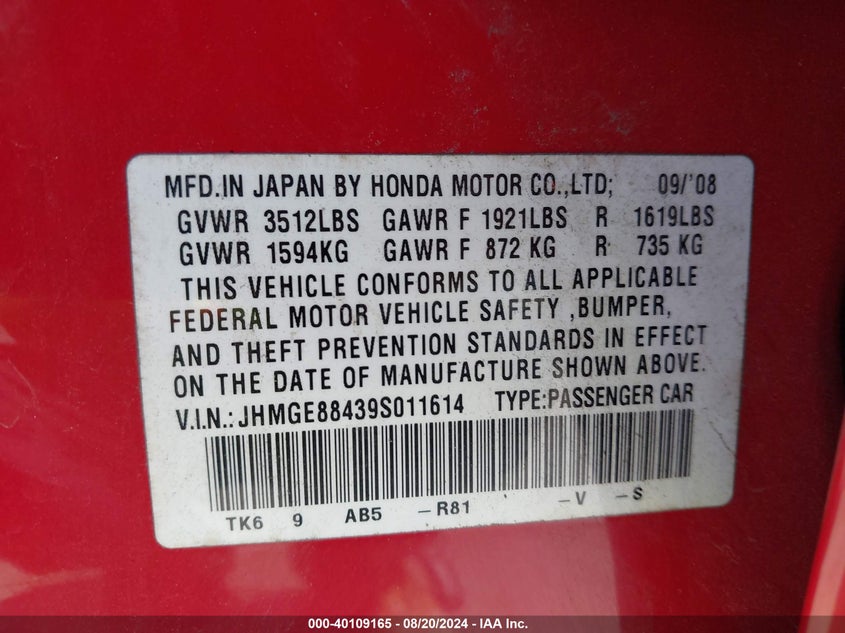 MFD.IN JAPAN BY HONDA MOTOR CO.,LTD; 09/'08
GVWR 3512LBS GAWR F 1921LBS R 1619LBS
GVWR 1594KG GAWR F 872 KG R 735 KG
THIS VEHICLE CONFORMS TO ALL APPLICABLE
FEDERAL MOTOR VEHICLE SAFETY ,BUMPER,
AND THEFT PREVENTION STANDARDS IN EFFECT
ON THE DATE OF MANUFACTURE SHOWN ABOVE.
V.I.N.: JHMGE88439S011614 TYPE:PASSENGER CAR
TK6 9 AB5 –R81 –V –S
000-40109165 - 08/20/2024 - IAA Inc.